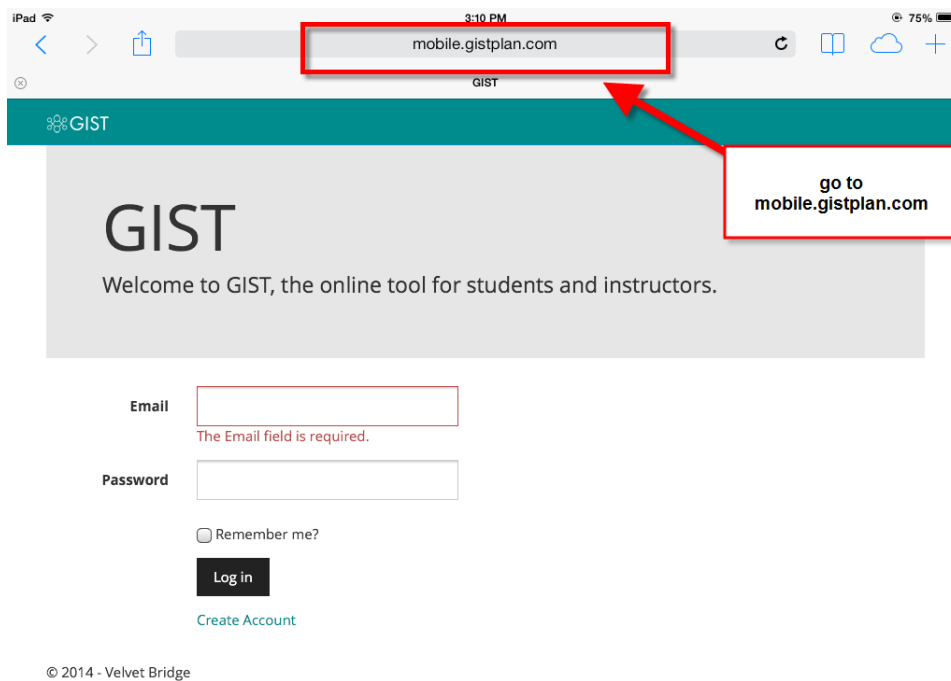 iPad 3:10 PM 75%
mobile.gistplan.com
GIST
GIST
go to
mobile.gistplan.com
GIST
Welcome to GIST, the online tool for students and instructors.
Email
The Email field is required.
Password
Remember me?
Log in
Create Account
© 2014 - Velvet Bridge